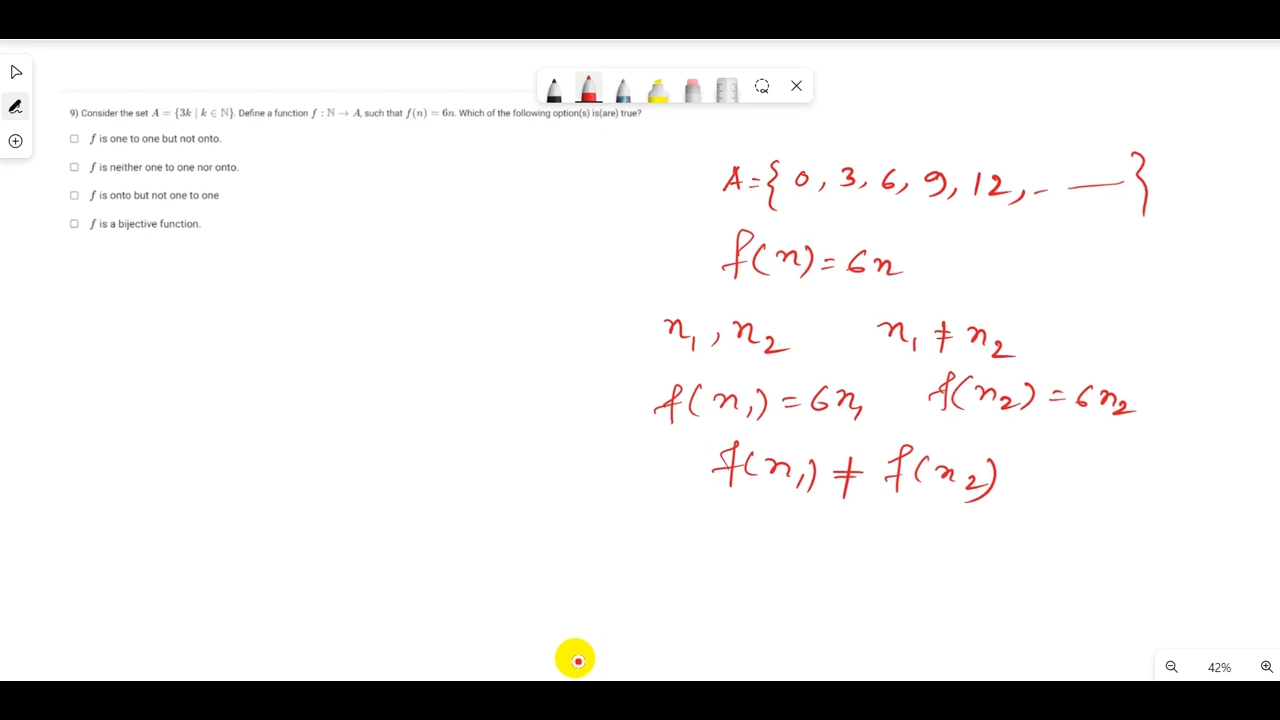 9) Consider the set A = {3k | k ∈ ℕ}. Define a function f : ℕ → A, such that f(n) = 6n. Which of the following option(s) is(are) true?
f is one to one but not onto.
f is neither one to one nor onto.
f is onto but not one to one
f is a bijective function.
A = { 0, 3, 6, 9, 12, - — }
f(n) = 6n
n₁, n₂ n₁ ≠ n₂
f(n₁) = 6n₁ f(n₂) = 6n₂
f(n₁) ≠ f(n₂)
42%